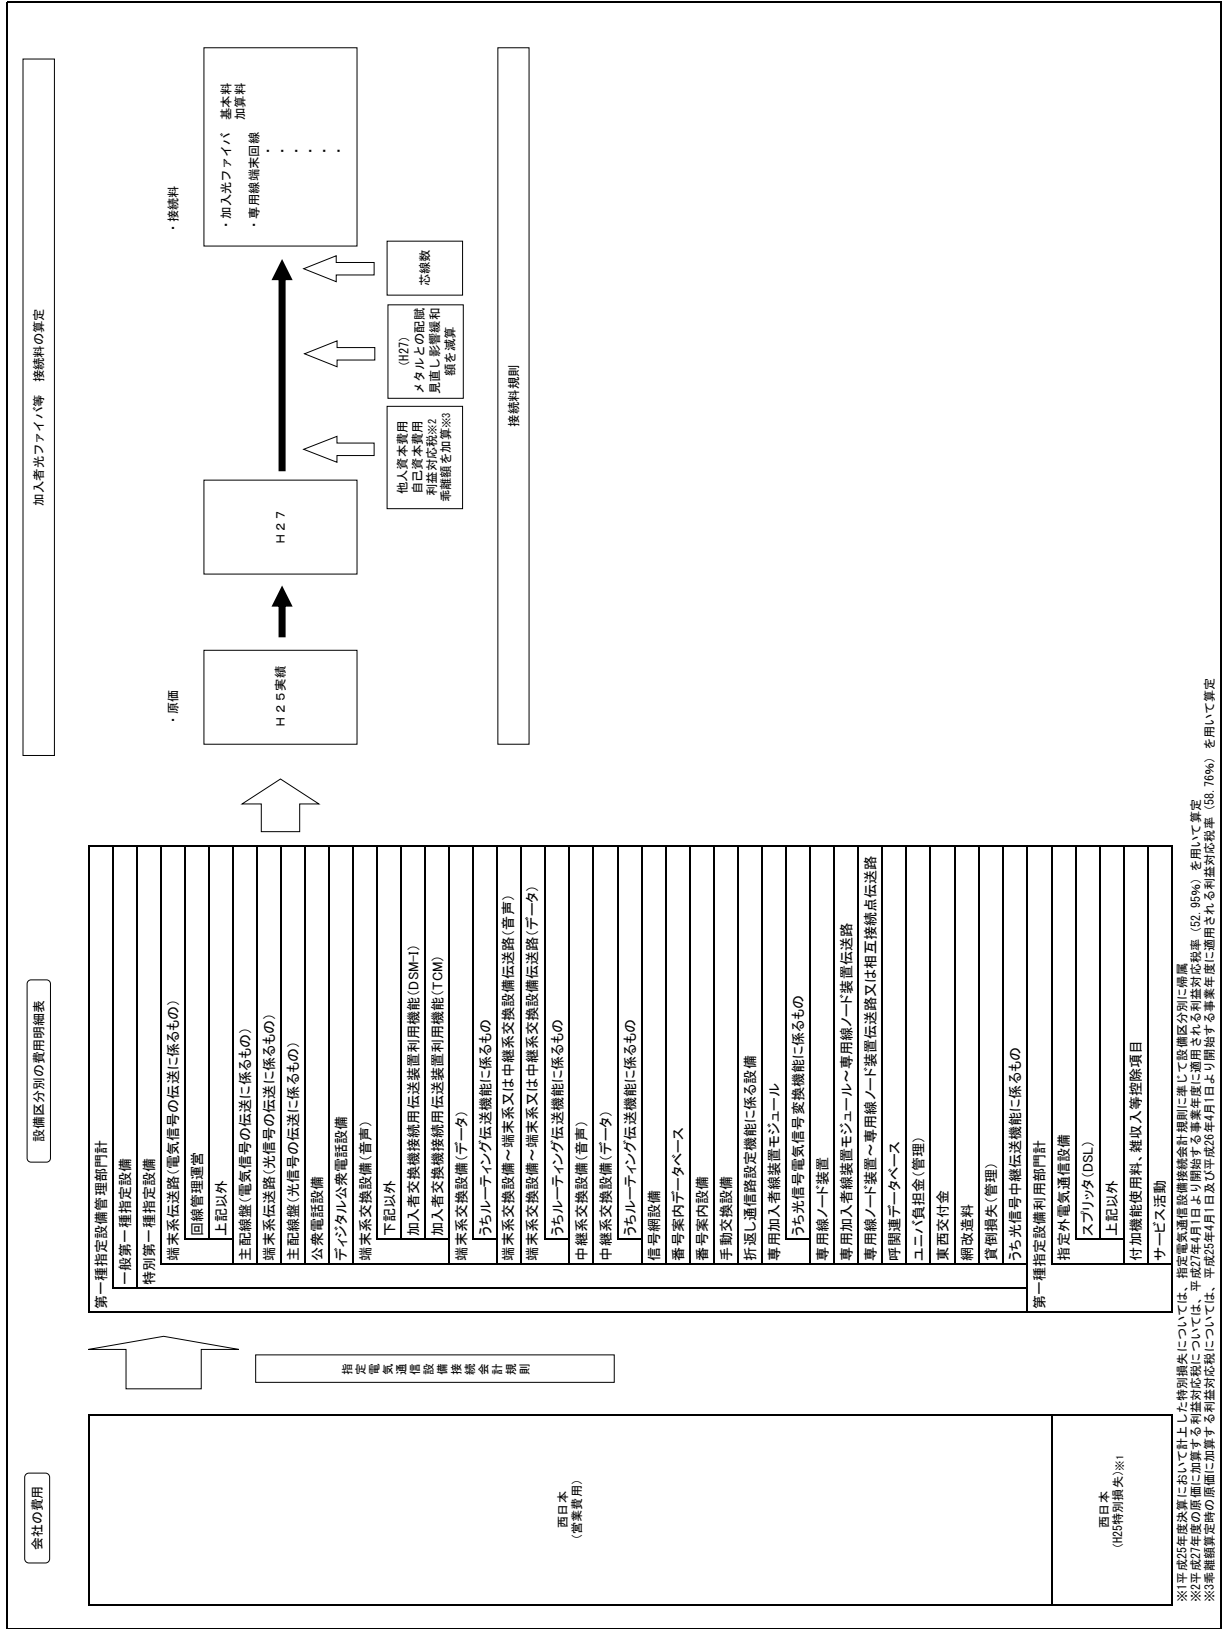 会社の費用
設備区分別の費用明細表
加入者光ファイバ等　接続料の算定
西日本
(営業費用)
西日本
(H25特別損失)※1
指定電気通信設備接続会計規則
第一種指定設備管理部門計
一般第一種指定設備
特別第一種指定設備
端末系伝送路(電気信号の伝送に係るもの)
回線管理運営
上記以外
主配線盤(電気信号の伝送に係るもの)
端末系伝送路(光信号の伝送に係るもの)
主配線盤(光信号の伝送に係るもの)
公衆電話設備
ディジタル公衆電話設備
端末系交換設備(音声)
下記以外
加入者交換機接続用伝送装置利用機能(DSM-I)
加入者交換機接続用伝送装置利用機能(TCM)
端末系交換設備(データ)
うちルーティング伝送機能に係るもの
端末系交換設備～端末系又は中継系交換設備伝送路(音声)
端末系交換設備～端末系又は中継系交換設備伝送路(データ)
うちルーティング伝送機能に係るもの
中継系交換設備(音声)
中継系交換設備(データ)
うちルーティング伝送機能に係るもの
信号網設備
番号案内データベース
番号案内設備
手動交換設備
折返し通信路設定機能に係る設備
専用加入者線装置モジュール
うち光信号電気信号変換機能に係るもの
専用線ノード装置
専用加入者線装置モジュール～専用線ノード装置伝送路
専用線ノード装置～専用線ノード装置伝送路又は相互接続点伝送路
呼関連データベース
ユニバ負担金(管理)
東西交付金
網改造料
貸倒損失(管理)
うち光信号中継伝送機能に係るもの
第一種指定設備利用部門計
指定外電気通信設備
スプリッタ(DSL)
上記以外
付加機能使用料、雑収入等控除項目
サービス活動
・原価
H25実績
H27
・接続料
・加入光ファイバ　基本料
加算料
・専用線端末回線
・
・
・
・
・
・
他人資本費用
自己資本費用
利益対応税※2
乖離額を加算※3
(H27)
メタルとの配賦
見直し影響緩和
額を減算
芯線数
接続料規則
※1平成25年度決算において計上した特別損失については、指定電気通信設備接続会計規則に準じて設備区分別に帰属
※2平成27年度の原価に加算する利益対応税については、平成27年4月1日より開始する事業年度に適用される利益対応税率（52.95%）を用いて算定
※3乖離額算定時の原価に加算する利益対応税については、平成25年4月1日及び平成26年4月1日より開始する事業年度に適用される利益対応税率（58.76%）を用いて算定